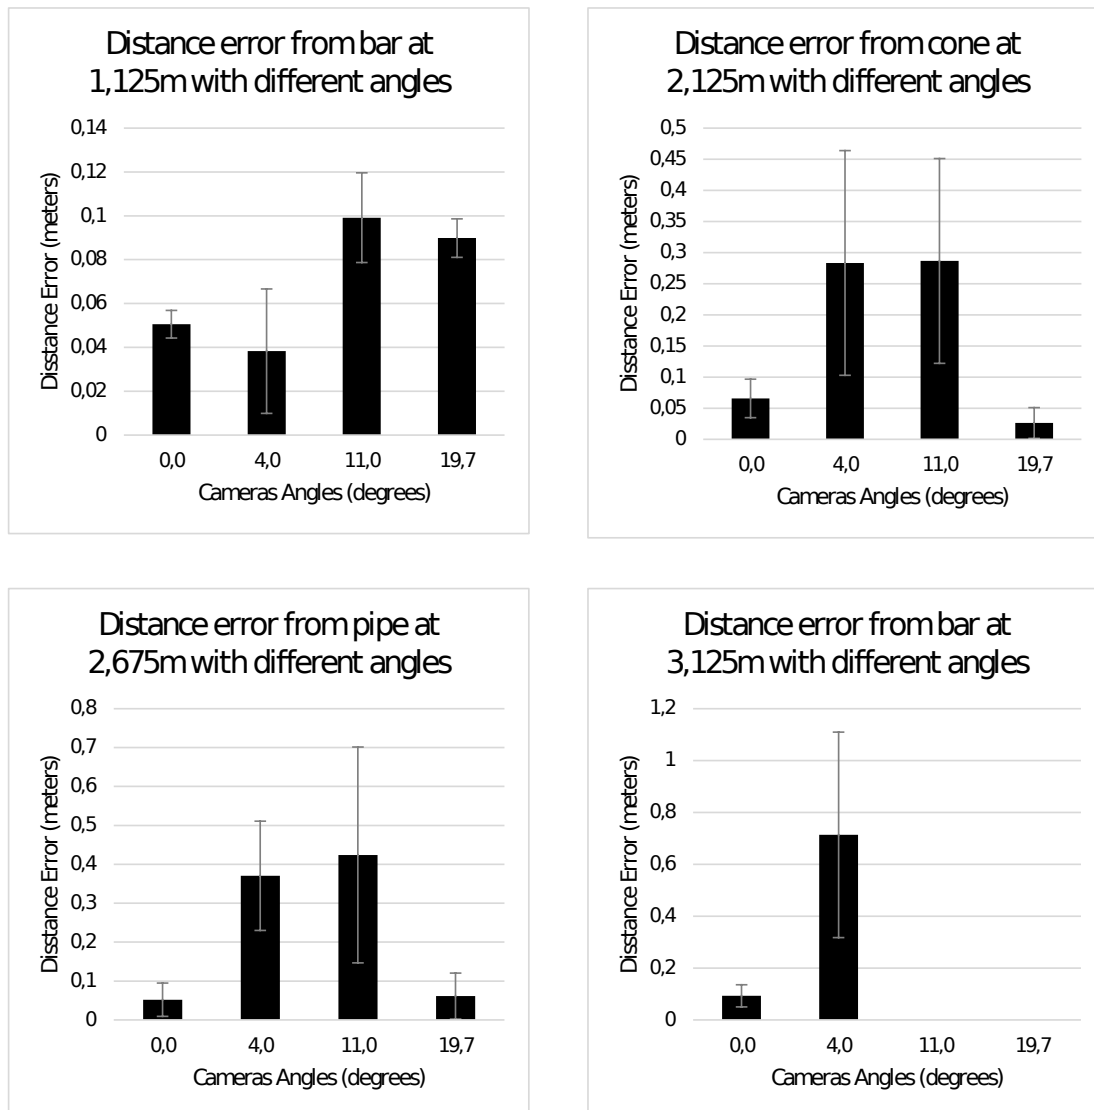 Distance error from bar at
1,125m with different angles
0,14
0,12
0,1
0,08
0,06
0,04
0,02
0
Disstance Error (meters)
0,0 4,0 11,0 19,7
Cameras Angles (degrees)
Distance error from cone at
2,125m with different angles
0,5
0,45
0,4
0,35
0,3
0,25
0,2
0,15
0,1
0,05
0
Disstance Error (meters)
0,0 4,0 11,0 19,7
Cameras Angles (degrees)
Distance error from pipe at
2,675m with different angles
0,8
0,7
0,6
0,5
0,4
0,3
0,2
0,1
0
Disstance Error (meters)
0,0 4,0 11,0 19,7
Cameras Angles (degrees)
Distance error from bar at
3,125m with different angles
1,2
1
0,8
0,6
0,4
0,2
0
Disstance Error (meters)
0,0 4,0 11,0 19,7
Cameras Angles (degrees)